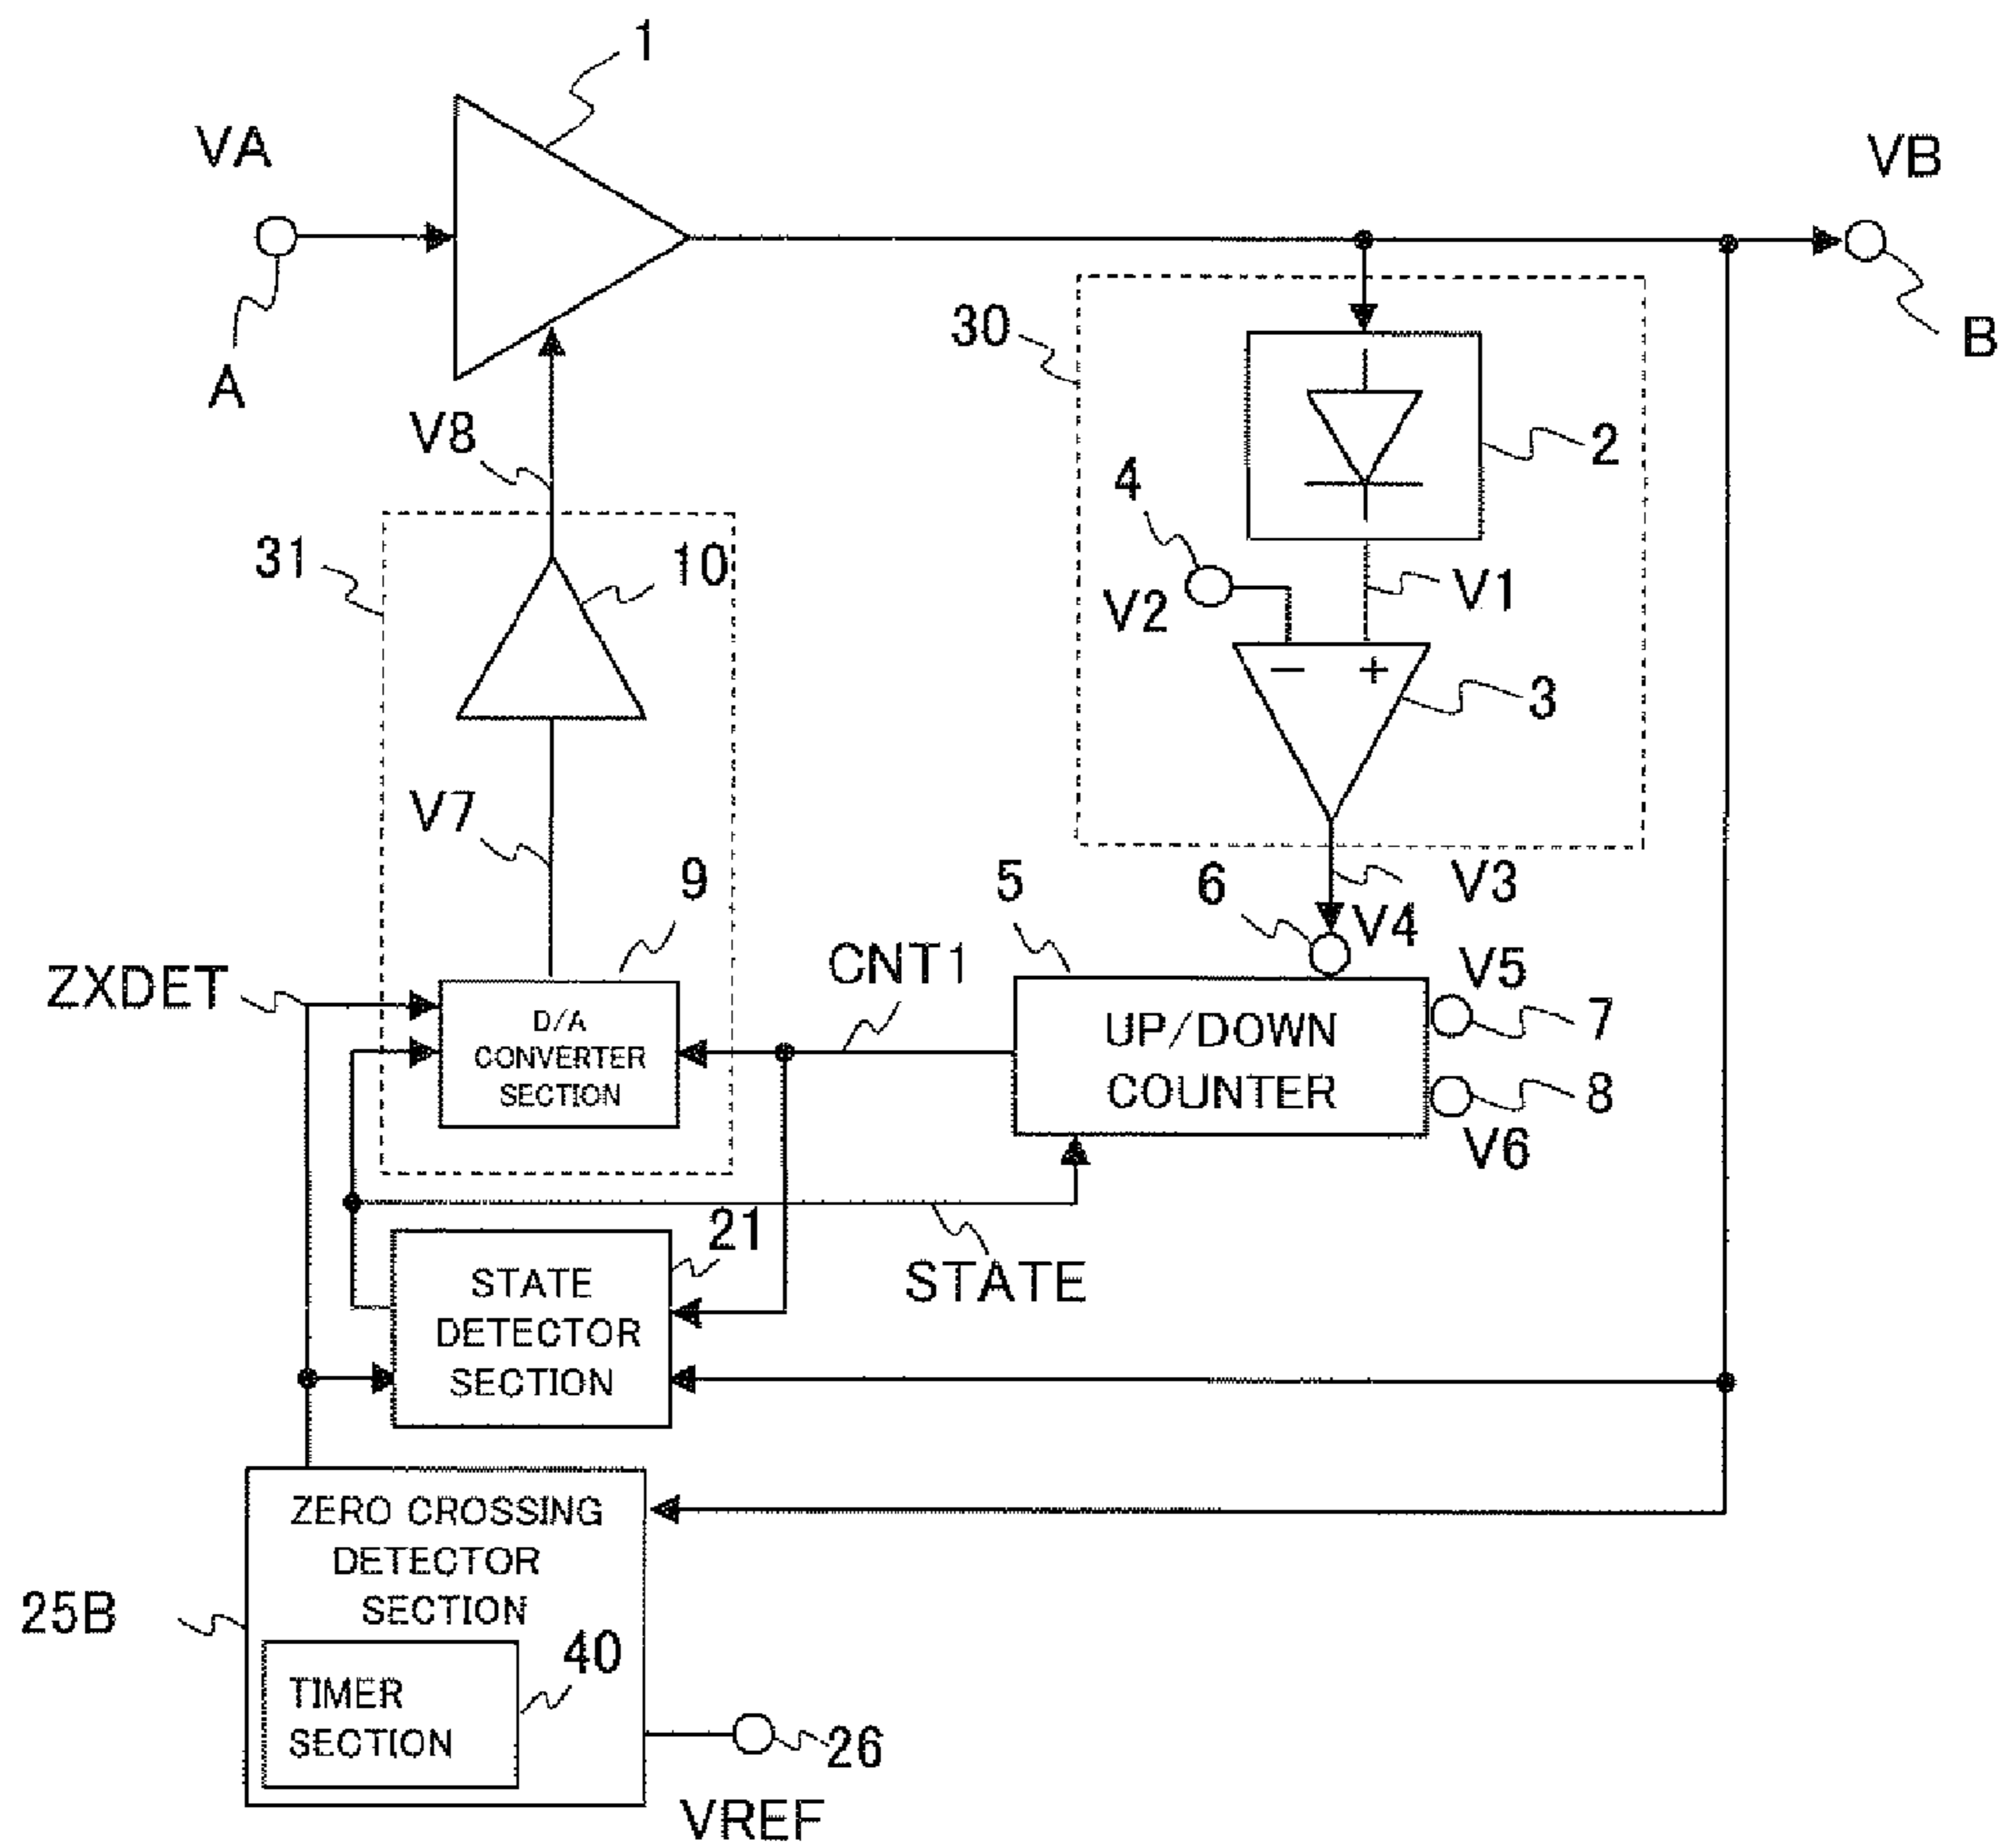 1
VA
VB
A
B
30
V8
2
4
31
10
V2
V1
3
V7
9
5
6
V3
V4
CNT1
V5
ZXDET
7
D/A
CONVERTER
SECTION
UP/DOWN
COUNTER
8
V6
21
STATE
STATE
DETECTOR
SECTION
ZERO CROSSING
DETECTOR
SECTION
25B
40
TIMER
SECTION
26
VREF
− +